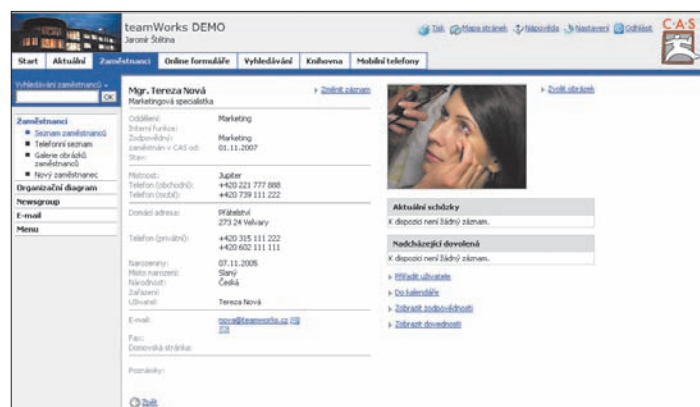 teamWorks DEMO
Jaromír Štětina
Tisk Mapa stránek Nápověda Nastavení Odhlásit
C·A·S
Start Aktuální Zaměstnanci Online formuláře Vyhledávání Knihovna Mobilní telefony
Vyhledávání zaměstnanců
OK
Zaměstnanci
Seznam zaměstnanců
Telefonní seznam
Galerie obrázků
zaměstnanců
Nový zaměstnanec
Organizační diagram
Newsgroup
E-mail
Menu
Mgr. Tereza Nová
Změnit záznam
Marketingová specialistka
Oddělení: Marketing
Interní funkce:
Zodpovědný: Marketing
zaměstnán v CAS od: 01.11.2007
Stav:
Místnost: Jupiter
Telefon (obchodní): +420 221 777 888
Telefon (mobil): +420 739 111 222
Domácí adresa: Přátelství
273 24 Velvary
Telefon (privátní): +420 315 111 222
+420 602 111 111
Narozeniny: 07.11.2005
Místo narození: Slaný
Národnost: Česká
Zařazení:
Uživatel: Tereza Nová
E-mail: nova@teamworks.cz
Fax:
Domovská stránka:
Poznámky:
Zpět
Zvolit obrázek
Aktuální schůzky
K dispozici není žádný záznam.
Nadcházející dovolená
K dispozici není žádný záznam.
Přiřadit uživatele
Do kalendáře
Zobrazit zodpovědnosti
Zobrazit dovednosti